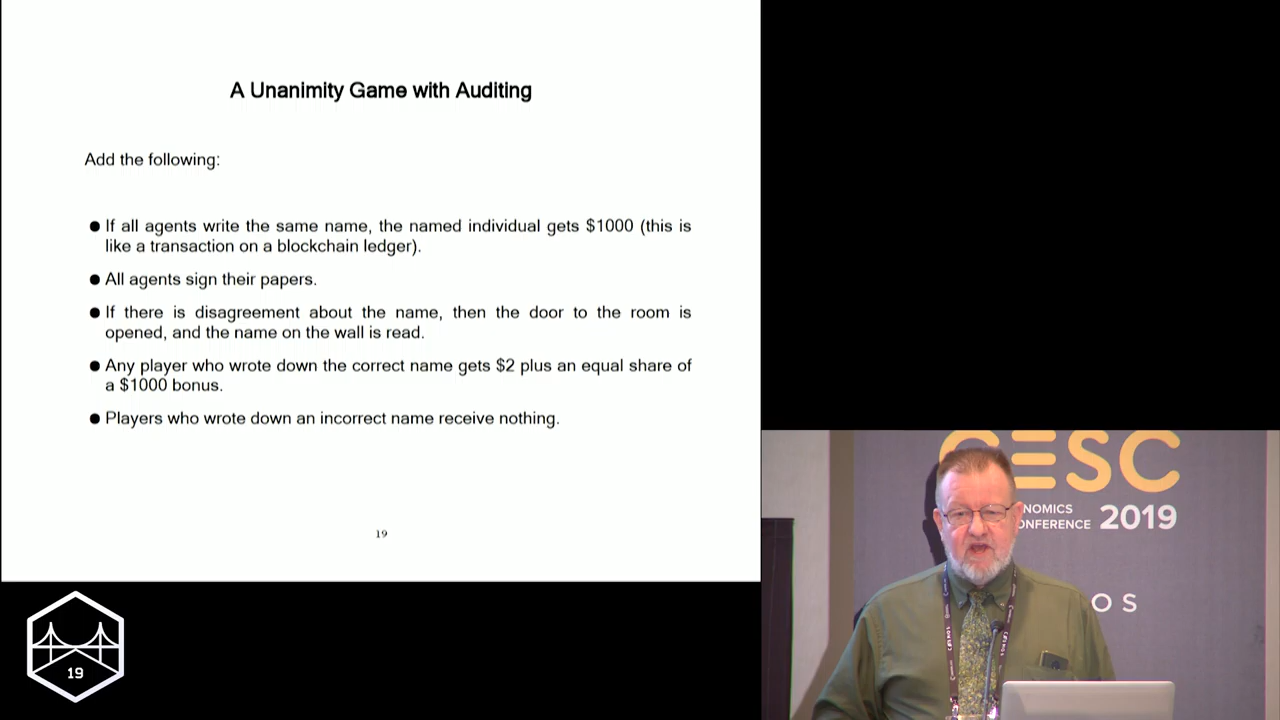 A Unanimity Game with Auditing
Add the following:
● If all agents write the same name, the named individual gets $1000 (this is
like a transaction on a blockchain ledger).
● All agents sign their papers.
● If there is disagreement about the name, then the door to the room is
opened, and the name on the wall is read.
● Any player who wrote down the correct name gets $2 plus an equal share of
a $1000 bonus.
● Players who wrote down an incorrect name receive nothing.
19
CESC
NOMICS
ONFERENCE 2019
OS
19